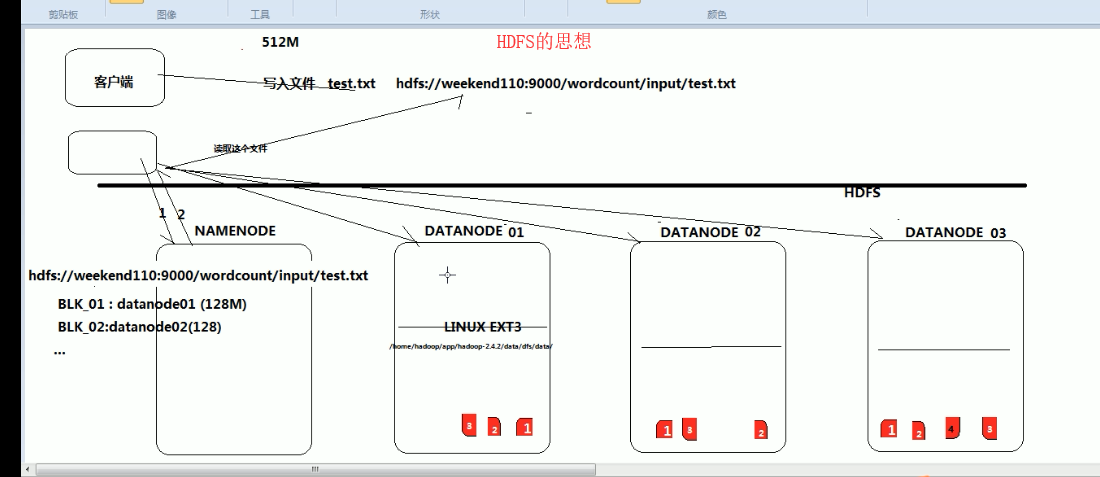 剪贴板 图像 工具 形状 颜色
512M
HDFS的思想
客户端
写入文件 test.txt hdfs://weekend110:9000/wordcount/input/test.txt
读取这个文件
HDFS
1 2
NAMENODE
DATANODE 01
DATANODE 02
DATANODE 03
hdfs://weekend110:9000/wordcount/input/test.txt
BLK_01 : datanode01 (128M)
BLK_02:datanode02(128)
...
LINUX EXT3
/home/hadoop/app/hadoop-2.4.2/data/dfs/data/
3 2 1
1 3 2
1 2 4 3